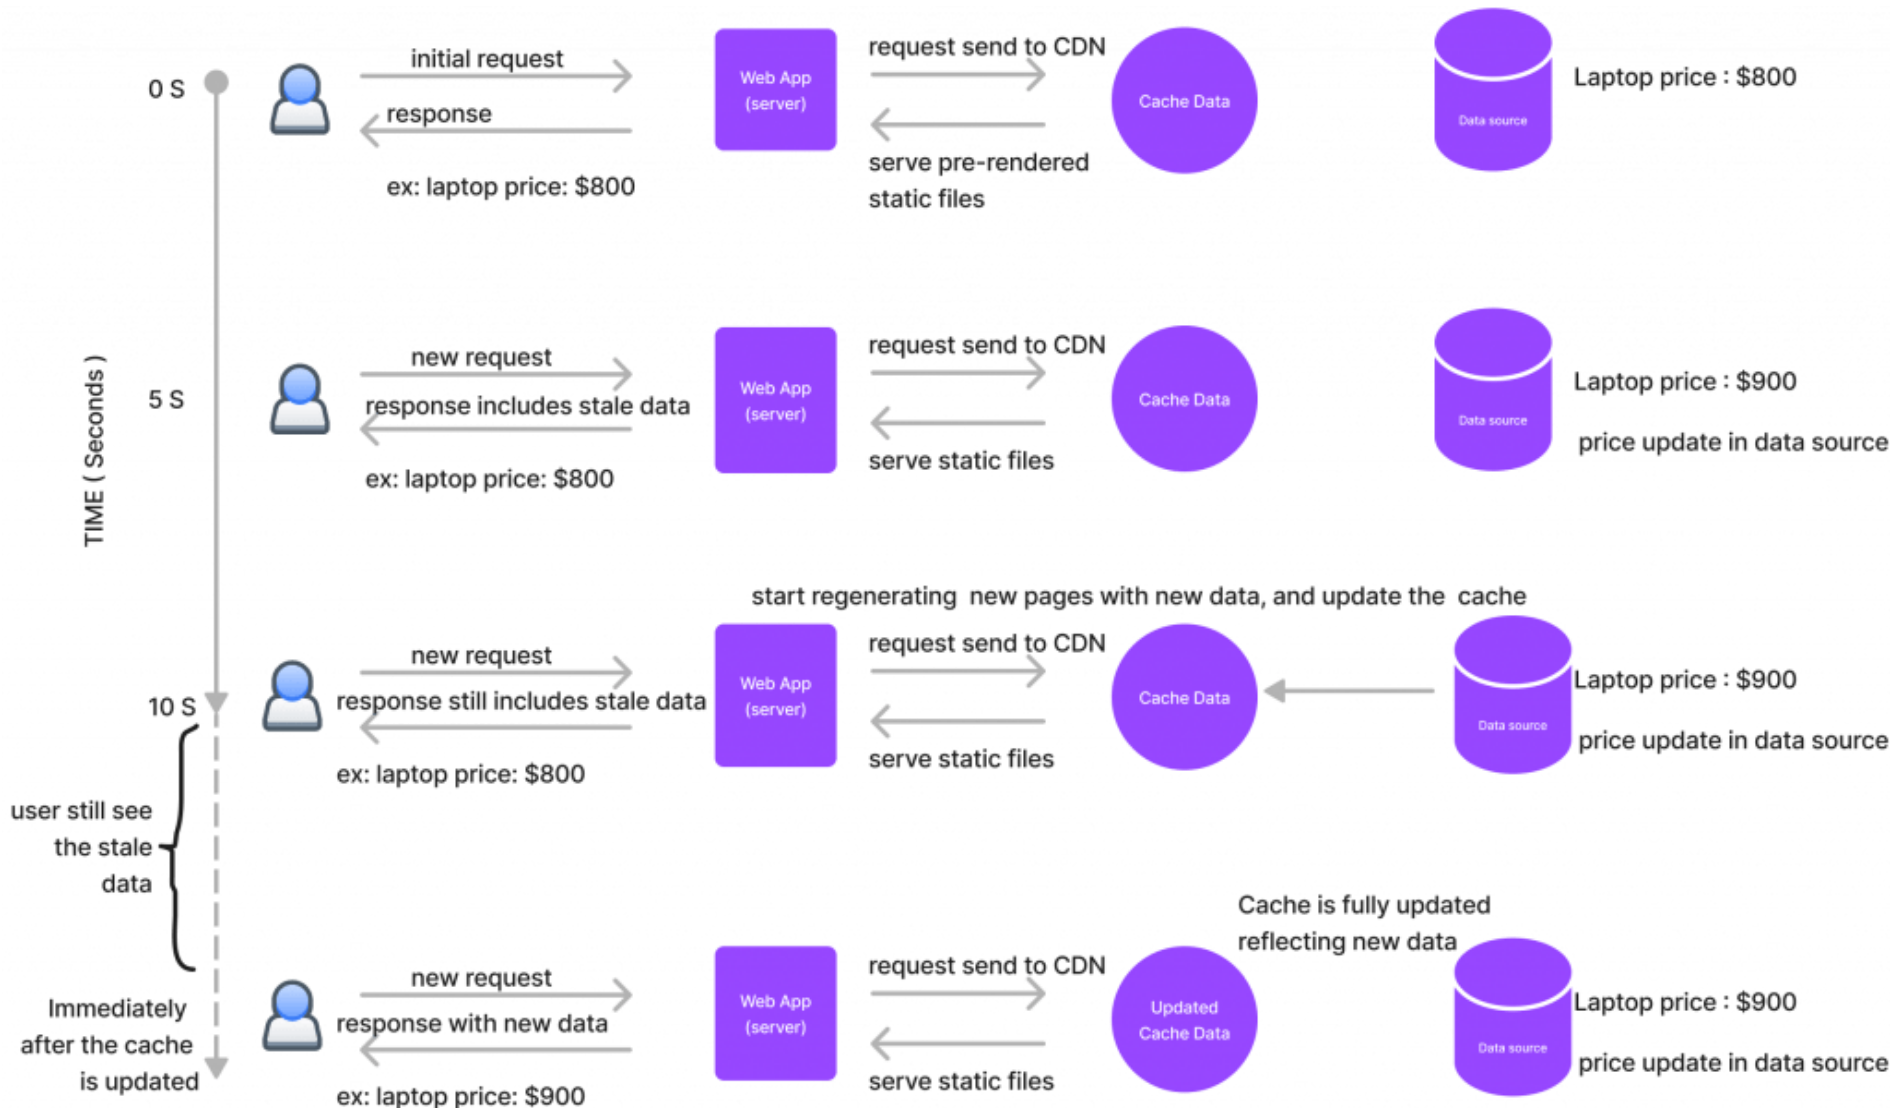 0 S
initial request
response
ex: laptop price: $800
Web App
(server)
request send to CDN
serve pre-rendered
static files
Cache Data
Data source
Laptop price : $800
TIME ( Seconds )
5 S
new request
response includes stale data
ex: laptop price: $800
Web App
(server)
request send to CDN
serve static files
Cache Data
Data source
Laptop price : $900
price update in data source
start regenerating new pages with new data, and update the cache
10 S
new request
response still includes stale data
ex: laptop price: $800
Web App
(server)
request send to CDN
serve static files
Cache Data
Data source
Laptop price : $900
price update in data source
user still see
the stale
data
Cache is fully updated
reflecting new data
Immediately
after the cache
is updated
new request
response with new data
ex: laptop price: $900
Web App
(server)
request send to CDN
serve static files
Updated
Cache Data
Data source
Laptop price : $900
price update in data source